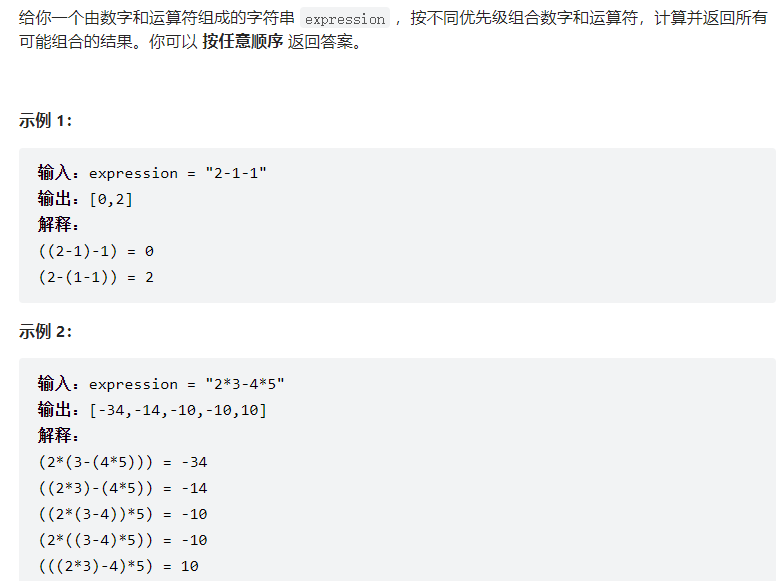 给你一个由数字和运算符组成的字符串 expression ，按不同优先级组合数字和运算符，计算并返回所有
可能组合的结果。你可以 按任意顺序 返回答案。
示例 1：
输入：expression = "2-1-1"
输出：[0,2]
解释：
((2-1)-1) = 0
(2-(1-1)) = 2
示例 2：
输入：expression = "2*3-4*5"
输出：[-34,-14,-10,-10,10]
解释：
(2*(3-(4*5))) = -34
((2*3)-(4*5)) = -14
((2*(3-4))*5) = -10
(2*((3-4)*5)) = -10
(((2*3)-4)*5) = 10